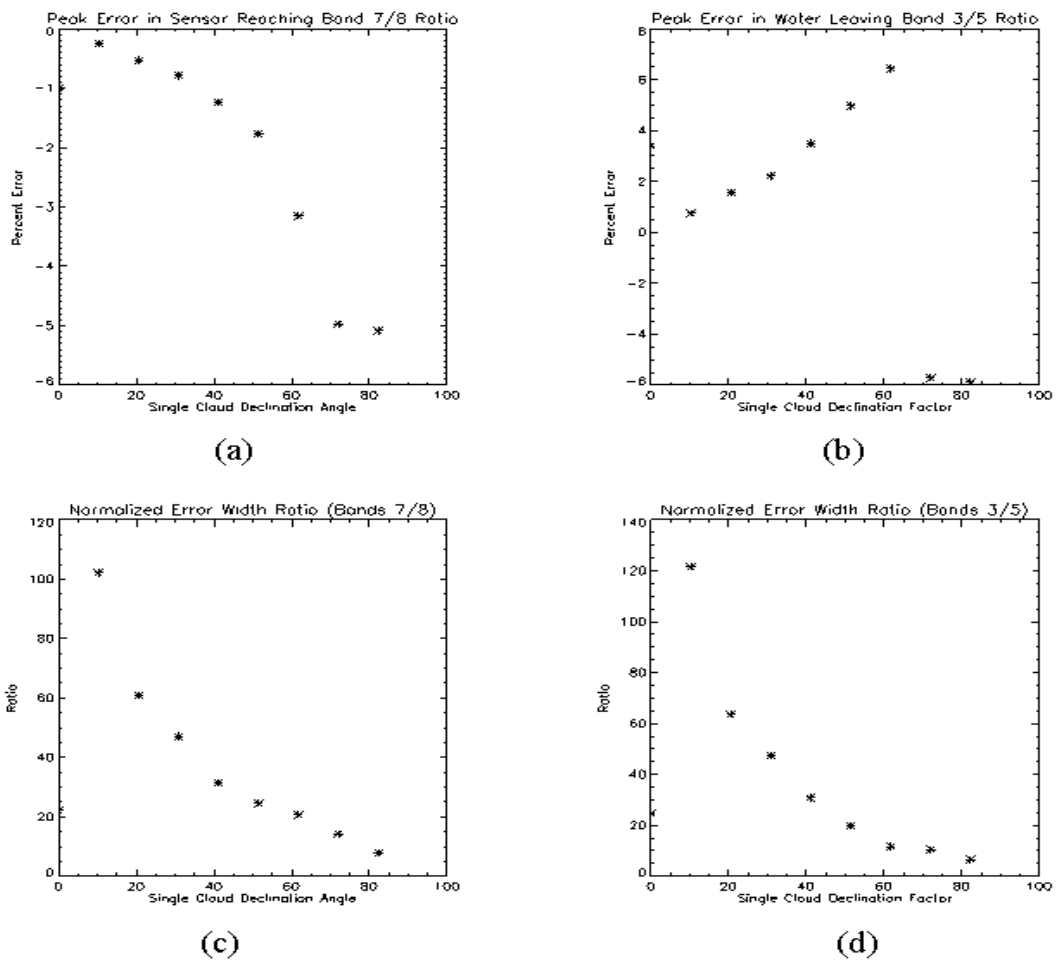 Peak Error in Sensor Reaching Band 7/8 Ratio
0
-1
-2
-3
-4
-5
-6
Percent Error
0 20 40 60 80 100
Single Cloud Declination Angle
(a)
Peak Error in Water Leaving Band 3/5 Ratio
8
6
4
2
0
-2
-4
-6
Percent Error
0 20 40 60 80 100
Single Cloud Declination Factor
(b)
Normalized Error Width Ratio (Bands 7/8)
120
100
80
60
40
20
0
Ratio
0 20 40 60 80 100
Single Cloud Declination Angle
(c)
Normalized Error Width Ratio (Bands 3/5)
140
120
100
80
60
40
20
0
Ratio
0 20 40 60 80 100
Single Cloud Declination Factor
(d)